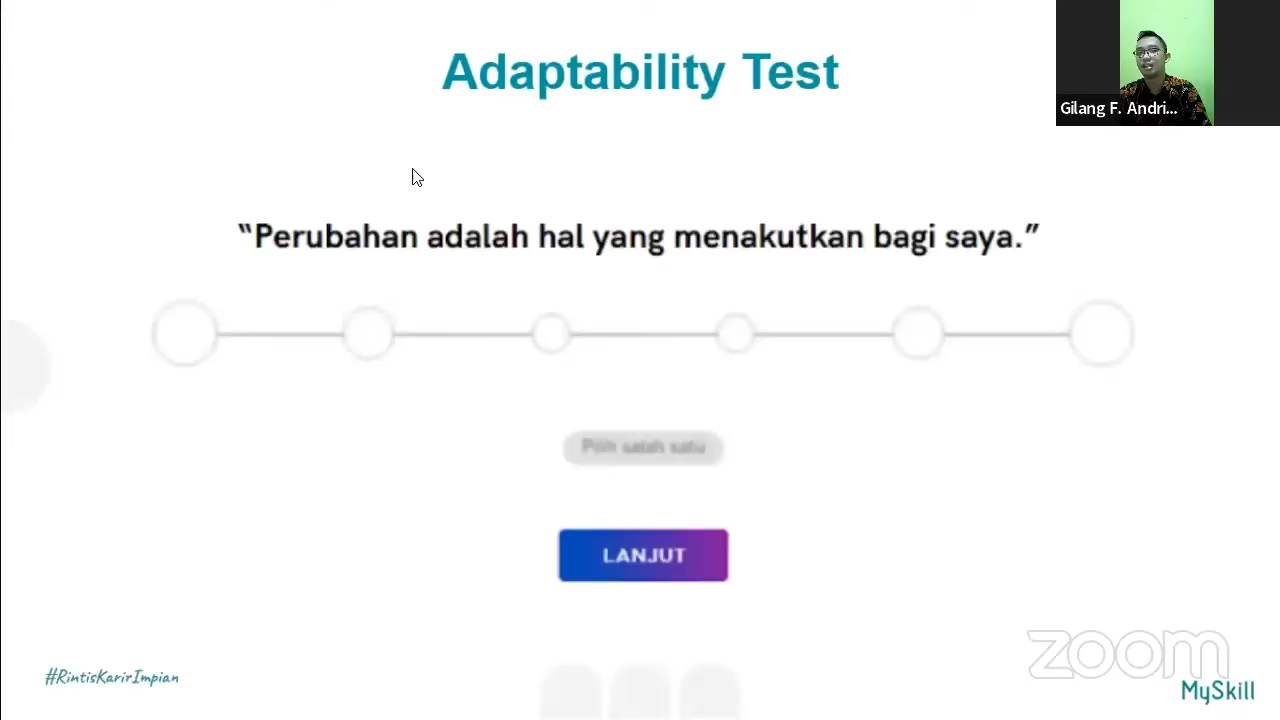 Adaptability Test
Gilang F. Andri...
“Perubahan adalah hal yang menakutkan bagi saya.”
Pilih salah satu
LANJUT
#RintisKarirImpian
zoom
MySkill